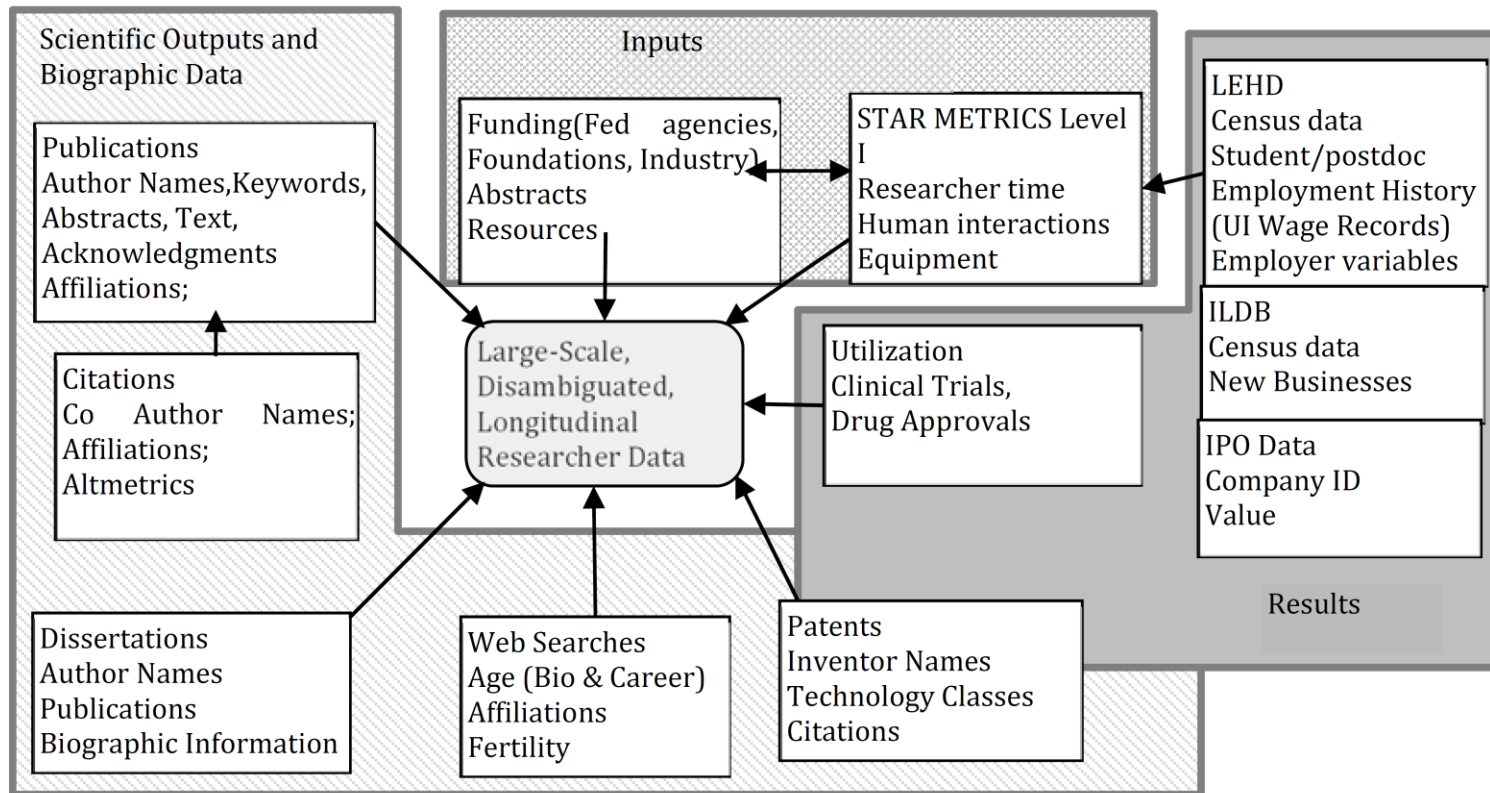 Scientific Outputs and
Biographic Data
Inputs
Publications
Author Names,Keywords,
Abstracts, Text,
Acknowledgments
Affiliations;
Citations
Co Author Names;
Affiliations;
Altmetrics
Funding(Fed agencies,
Foundations, Industry)
Abstracts
Resources
STAR METRICS Level
I
Researcher time
Human interactions
Equipment
LEHD
Census data
Student/postdoc
Employment History
(UI Wage Records)
Employer variables
ILDB
Census data
New Businesses
IPO Data
Company ID
Value
Large-Scale,
Disambiguated,
Longitudinal
Researcher Data
Utilization
Clinical Trials,
Drug Approvals
Results
Dissertations
Author Names
Publications
Biographic Information
Web Searches
Age (Bio & Career)
Affiliations
Fertility
Patents
Inventor Names
Technology Classes
Citations